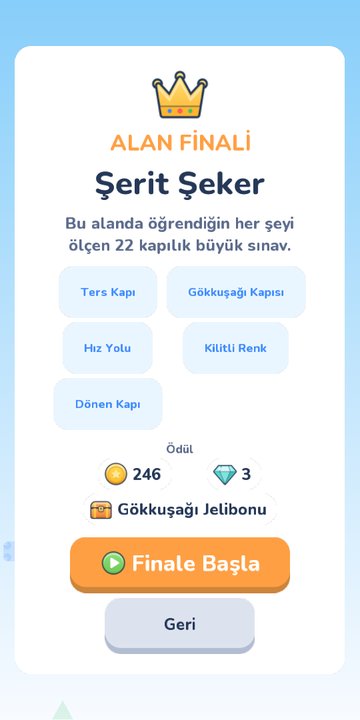 ALAN FİNALİ
Şerit Şeker
Bu alanda öğrendiğin her şeyi
ölçen 22 kapılık büyük sınav.
Ters Kapı
Gökkuşağı Kapısı
Hız Yolu
Kilitli Renk
Dönen Kapı
Ödül
246
3
Gökkuşağı Jelibonu
Finale Başla
Geri